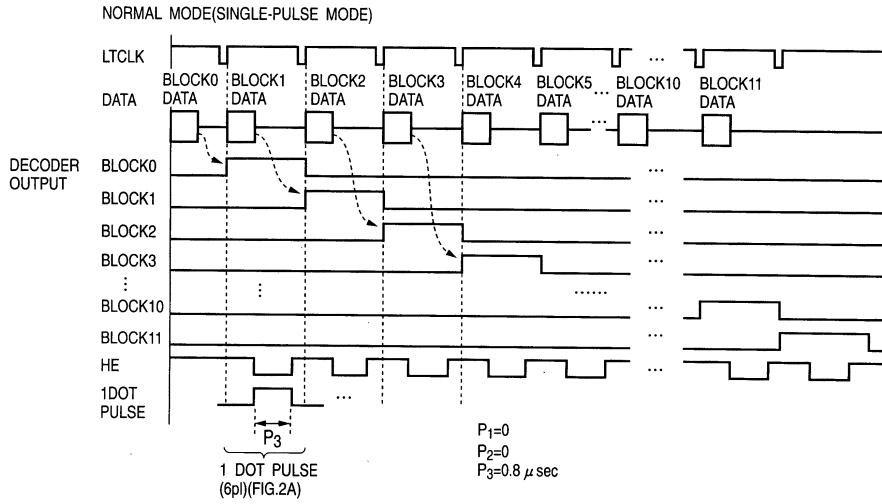 NORMAL MODE(SINGLE-PULSE MODE)
LTCLK
...
DATA
BLOCK0 DATA
BLOCK1 DATA
BLOCK2 DATA
BLOCK3 DATA
BLOCK4 DATA
BLOCK5 DATA
...
BLOCK10 DATA
BLOCK11 DATA
...
DECODER OUTPUT
BLOCK0
...
BLOCK1
...
BLOCK2
...
BLOCK3
...
⋮
⋮
......
BLOCK10
...
BLOCK11
...
HE
...
1DOT PULSE
...
P3
1 DOT PULSE
(6pl)(FIG.2A)
P1=0
P2=0
P3=0.8 μsec